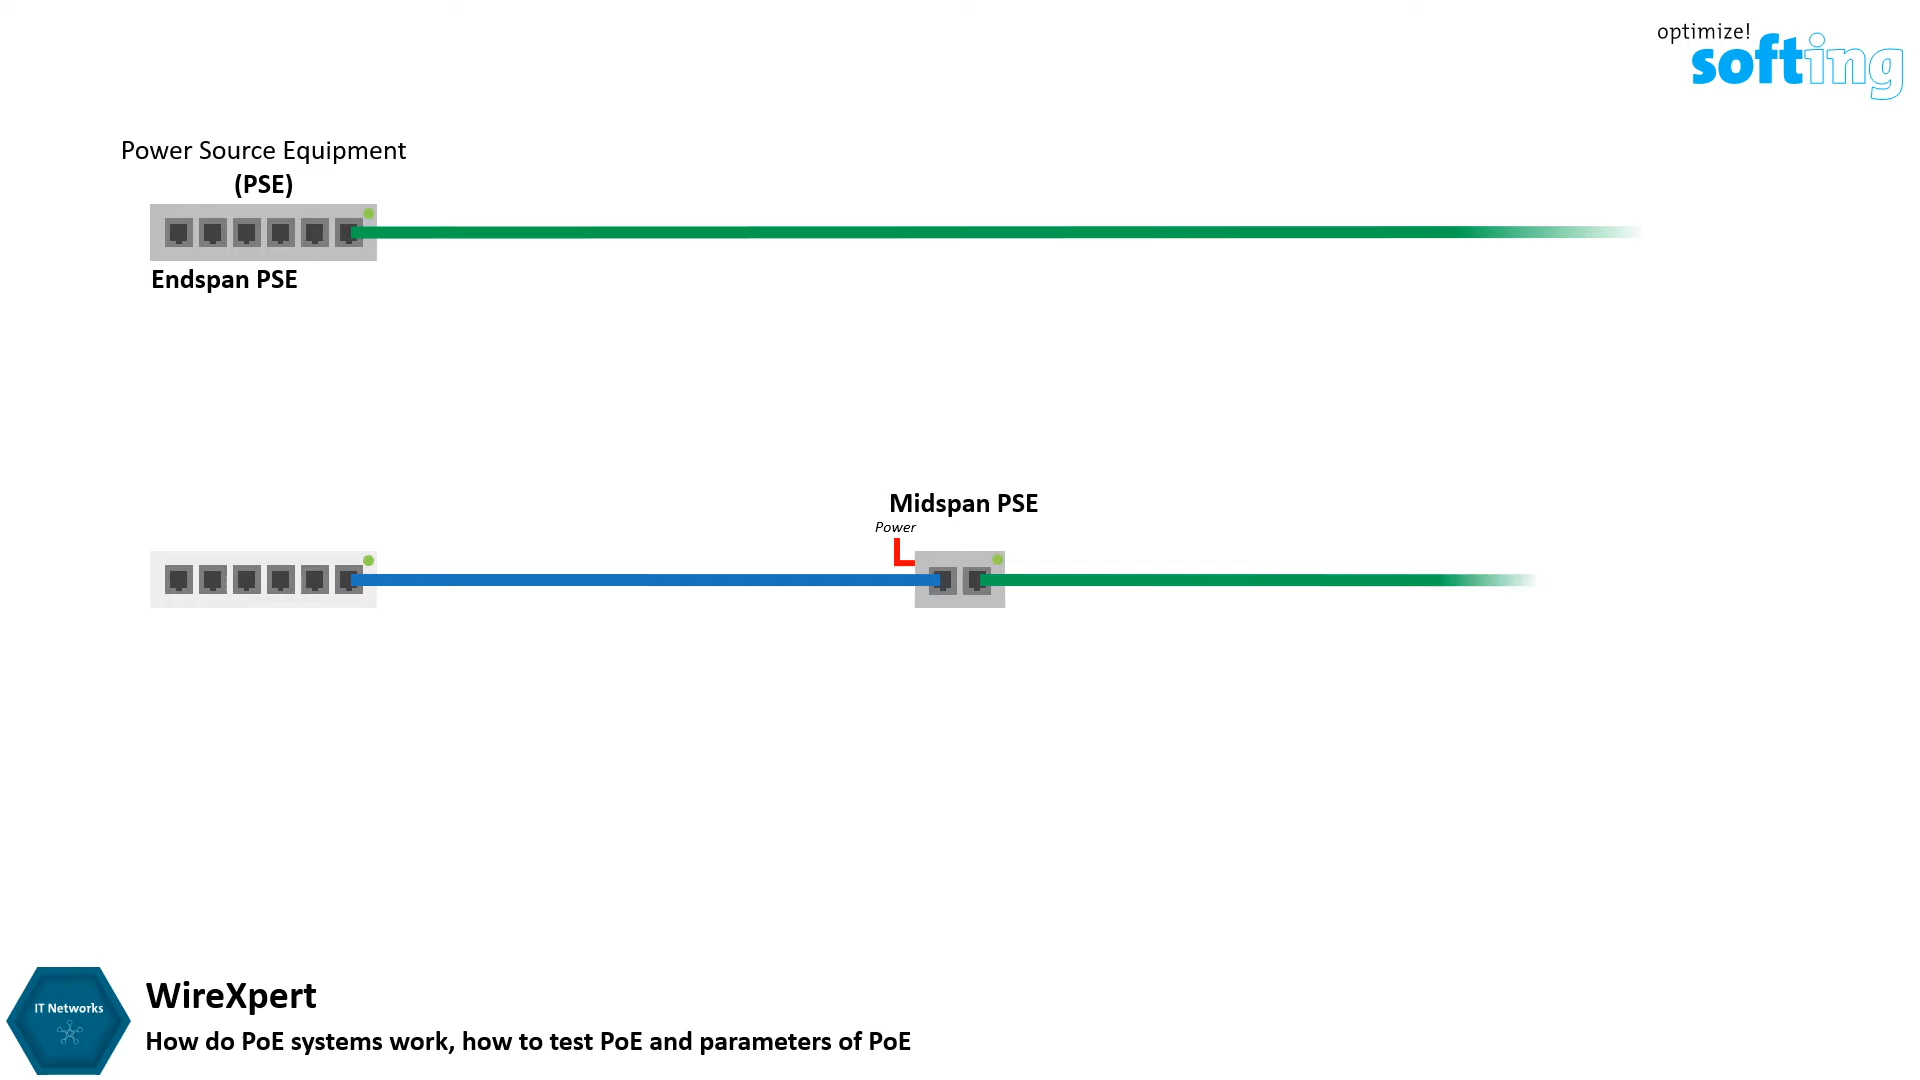 optimize!
softing
Power Source Equipment
(PSE)
Endspan PSE
Midspan PSE
Power
IT Networks
WireXpert
How do PoE systems work, how to test PoE and parameters of PoE